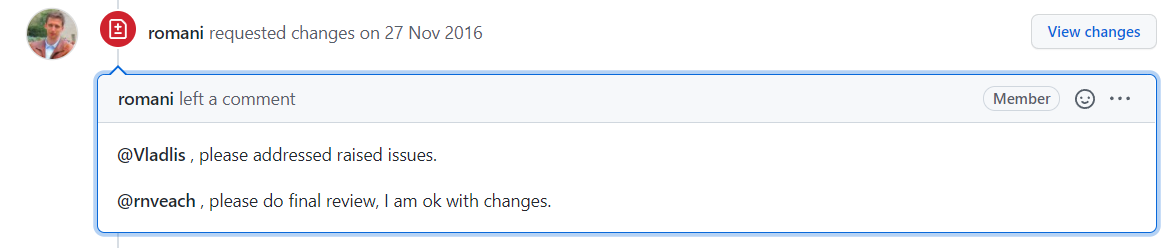 romani requested changes on 27 Nov 2016
View changes
romani left a comment
Member
@Vladlis , please addressed raised issues.
@rnveach , please do final review, I am ok with changes.